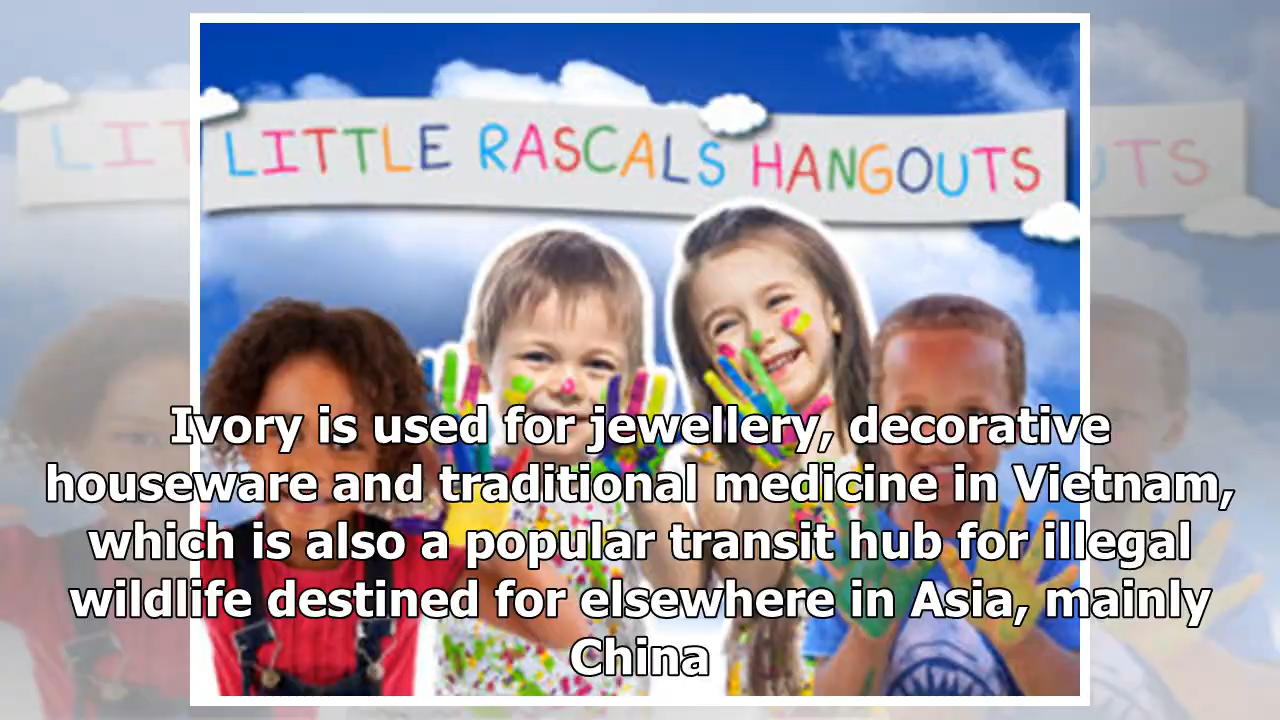 LITTLE RASCALS HANGOUTS
Ivory is used for jewellery, decorative
houseware and traditional medicine in Vietnam,
which is also a popular transit hub for illegal
wildlife destined for elsewhere in Asia, mainly
China